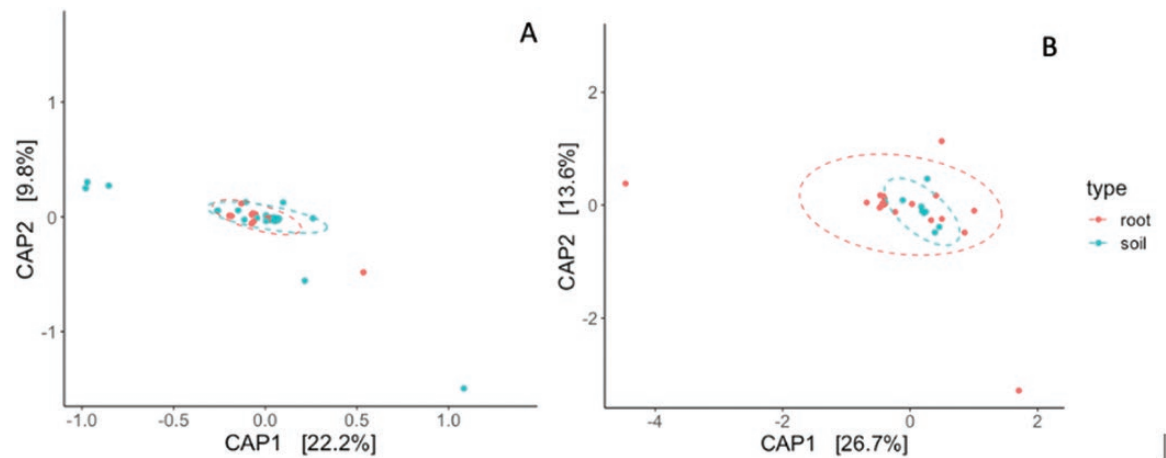 A
1
0
-1
CAP2 [9.8%]
-1.0 -0.5 0.0 0.5 1.0
CAP1 [22.2%]
B
2
0
-2
CAP2 [13.6%]
-4 -2 0 2
CAP1 [26.7%]
type
root
soil